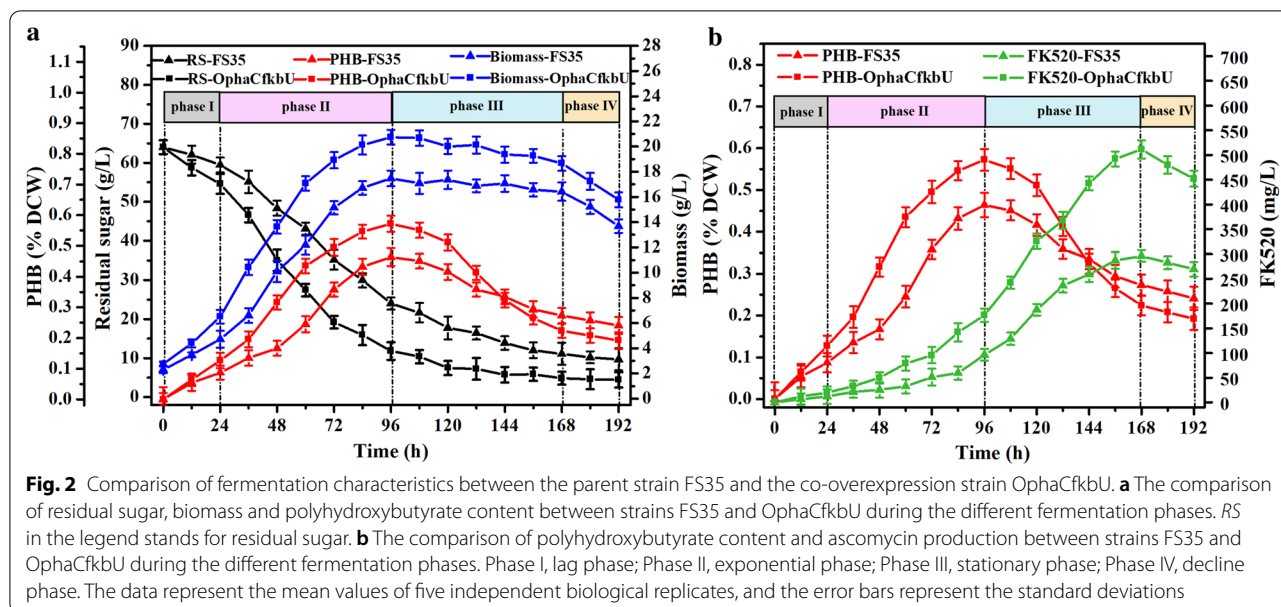 a
RS-FS35 PHB-FS35 Biomass-FS35
RS-OphaCfkbU PHB-OphaCfkbU Biomass-OphaCfkbU
phase I phase II phase III phase IV
PHB (% DCW)
1.1
1.0
0.9
0.8
0.7
0.6
0.5
0.4
0.3
0.2
0.1
0.0
Residual sugar (g/L)
90
80
70
60
50
40
30
20
10
0
Biomass (g/L)
28
26
24
22
20
18
16
14
12
10
8
6
4
2
0
0 24 48 72 96 120 144 168 192
Time (h)
b
PHB-FS35 FK520-FS35
PHB-OphaCfkbU FK520-OphaCfkbU
phase I phase II phase III phase IV
PHB (% DCW)
0.8
0.7
0.6
0.5
0.4
0.3
0.2
0.1
0.0
FK520 (mg/L)
700
600
500
400
300
200
100
0
0 24 48 72 96 120 144 168 192
Time (h)
Fig. 2 Comparison of fermentation characteristics between the parent strain FS35 and the co-overexpression strain OphaCfkbU. a The comparison
of residual sugar, biomass and polyhydroxybutyrate content between strains FS35 and OphaCfkbU during the different fermentation phases. RS
in the legend stands for residual sugar. b The comparison of polyhydroxybutyrate content and ascomycin production between strains FS35 and
OphaCfkbU during the different fermentation phases. Phase I, lag phase; Phase II, exponential phase; Phase III, stationary phase; Phase IV, decline
phase. The data represent the mean values of five independent biological replicates, and the error bars represent the standard deviations